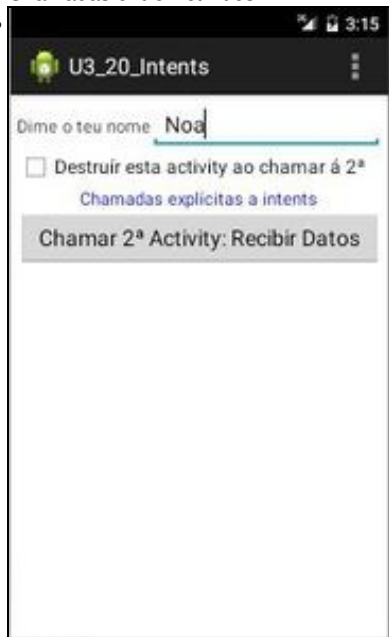 3:15
U3_20_Intents
Dime o teu nome Noa
Destruír esta activity ao chamar á 2ª
Chamadas explícitas a intents
Chamar 2ª Activity: Recibir Datos